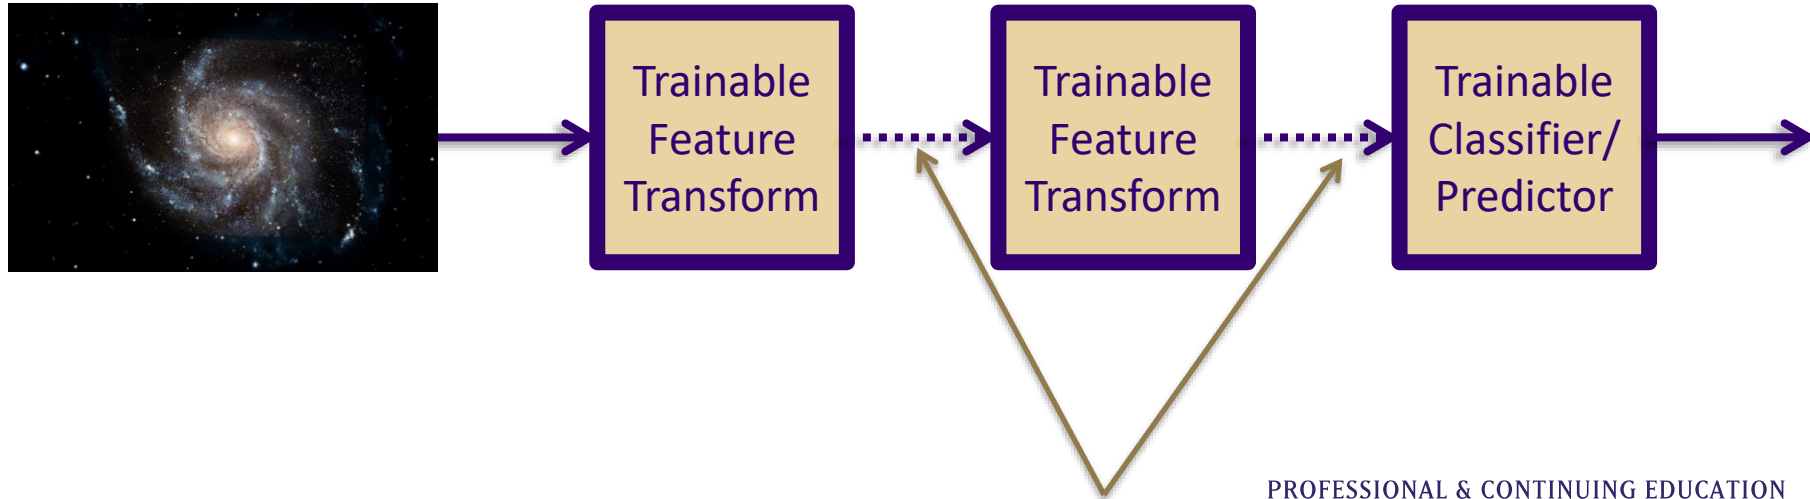 Trainable
Feature
Transform
Trainable
Feature
Transform
Trainable
Classifier/
Predictor
PROFESSIONAL & CONTINUING EDUCATION